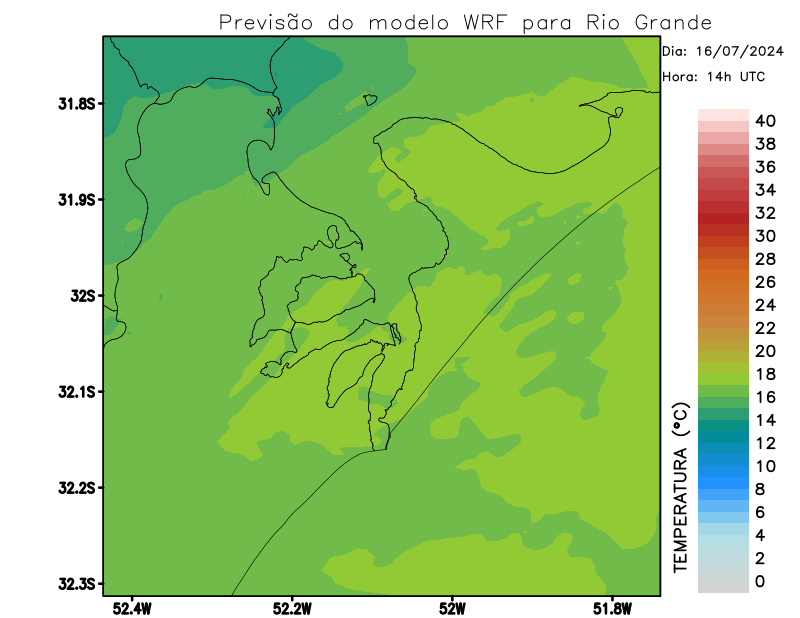 Previsão do modelo WRF para Rio Grande
Dia: 16/07/2024
Hora: 14h UTC
31.8S
31.9S
32S
32.1S
32.2S
32.3S
52.4W
52.2W
52W
51.8W
40
38
36
34
32
30
28
26
24
22
20
18
16
14
12
10
8
6
4
2
0
TEMPERATURA (°C)